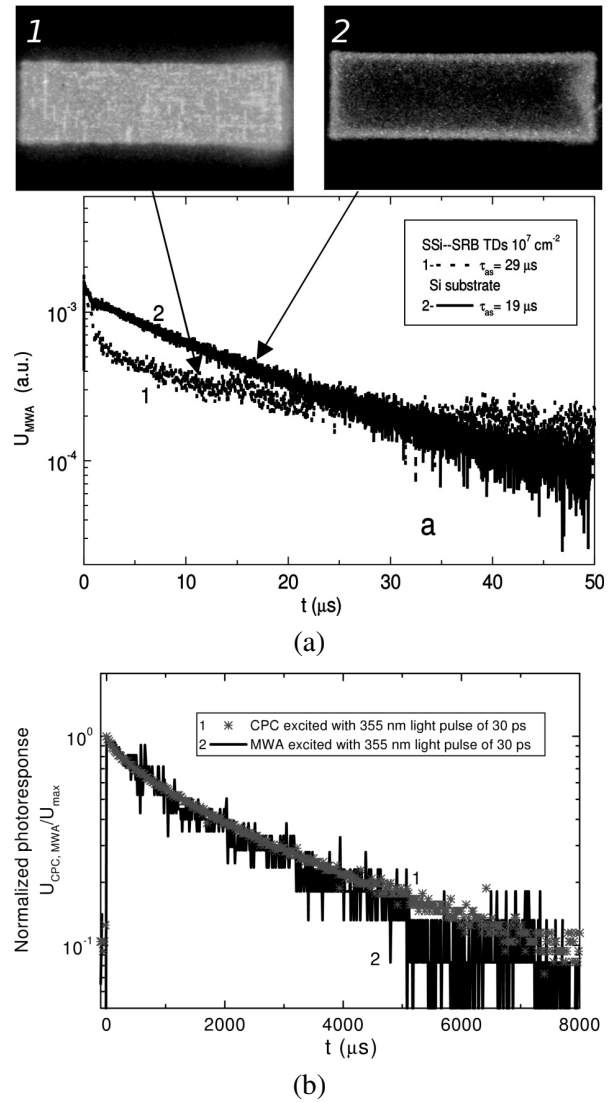 1
2
SSi--SRB TDs 10⁷ cm⁻²
1- τas= 29 μs
Si substrate
2- τas= 19 μs
10⁻³
10⁻⁴
UMWA (a.u.)
2
1
a
0
10
20
30
40
50
t (μs)
(a)
1 CPC excited with 355 nm light pulse of 30 ps
2 MWA excited with 355 nm light pulse of 30 ps
10⁰
10⁻¹
Normalized photoresponse
UCPC, MWA/Umax
1
2
0
2000
4000
6000
8000
t (μs)
(b)